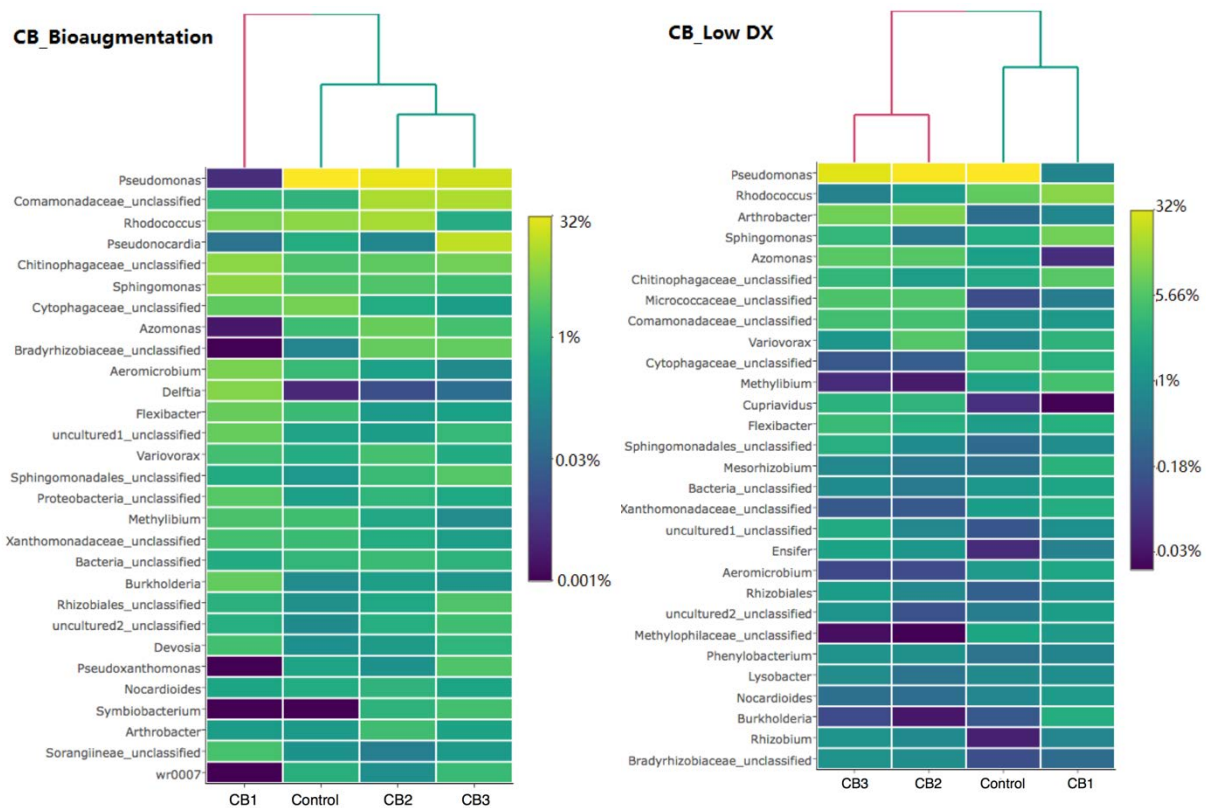 CB_Bioaugmentation
Pseudomonas
Comamonadaceae_unclassified
Rhodococcus
Pseudonocardia
Chitinophagaceae_unclassified
Sphingomonas
Cytophagaceae_unclassified
Azomonas
Bradyrhizobiaceae_unclassified
Aeromicrobium
Delftia
Flexibacter
uncultured1_unclassified
Variovorax
Sphingomonadales_unclassified
Proteobacteria_unclassified
Methylibium
Xanthomonadaceae_unclassified
Bacteria_unclassified
Burkholderia
Rhizobiales_unclassified
uncultured2_unclassified
Devosia
Pseudoxanthomonas
Nocardioides
Symbiobacterium
Arthrobacter
Sorangiineae_unclassified
wr0007
CB1 Control CB2 CB3
32%
1%
0.03%
0.001%
CB_Low DX
Pseudomonas
Rhodococcus
Arthrobacter
Sphingomonas
Azomonas
Chitinophagaceae_unclassified
Micrococcaceae_unclassified
Comamonadaceae_unclassified
Variovorax
Cytophagaceae_unclassified
Methylibium
Cupriavidus
Flexibacter
Sphingomonadales_unclassified
Mesorhizobium
Bacteria_unclassified
Xanthomonadaceae_unclassified
uncultured1_unclassified
Ensifer
Aeromicrobium
Rhizobiales
uncultured2_unclassified
Methylophilaceae_unclassified
Phenylobacterium
Lysobacter
Nocardioides
Burkholderia
Rhizobium
Bradyrhizobiaceae_unclassified
CB3 CB2 Control CB1
32%
5.66%
1%
0.18%
0.03%